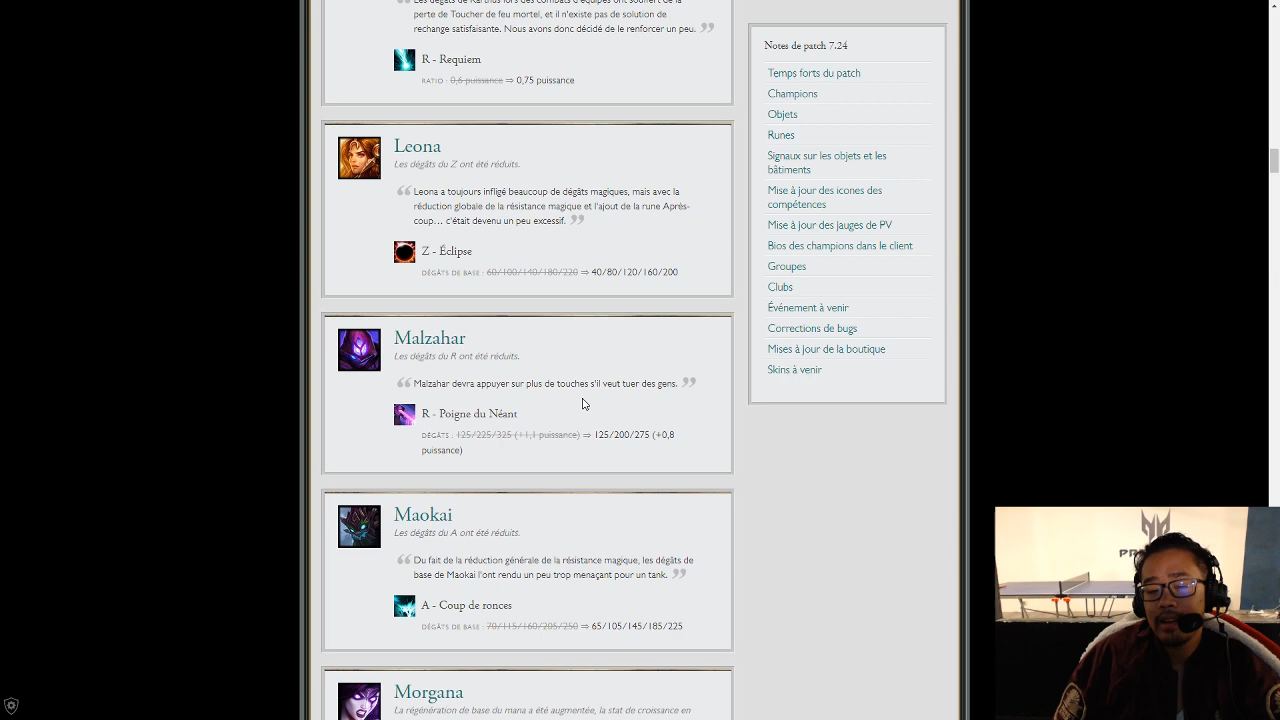 Les dégâts de Karthus lors des combats d'équipes ont souffert de la
perte de Toucher de feu mortel, et il n'existe pas de solution de
rechange satisfaisante. Nous avons donc décidé de le renforcer un peu.
R - Requiem
RATIO : 0,6 puissance ⇒ 0,75 puissance
Leona
Les dégâts du Z ont été réduits.
Leona a toujours infligé beaucoup de dégâts magiques, mais avec la
réduction globale de la résistance magique et l'ajout de la rune Après-
coup… c'était devenu un peu excessif.
Z - Éclipse
DÉGÂTS DE BASE : 60/100/140/180/220 ⇒ 40/80/120/160/200
Malzahar
Les dégâts du R ont été réduits.
Malzahar devra appuyer sur plus de touches s'il veut tuer des gens.
R - Poigne du Néant
DÉGÂTS : 125/225/325 (+1,1 puissance) ⇒ 125/200/275 (+0,8
puissance)
Maokai
Les dégâts du A ont été réduits.
Du fait de la réduction générale de la résistance magique, les dégâts de
base de Maokai l'ont rendu un peu trop menaçant pour un tank.
A - Coup de ronces
DÉGÂTS DE BASE : 70/115/160/205/250 ⇒ 65/105/145/185/225
Morgana
La régénération de base du mana a été augmentée, la stat de croissance en
Notes de patch 7.24
Temps forts du patch
Champions
Objets
Runes
Signaux sur les objets et les
bâtiments
Mise à jour des icones des
compétences
Mise à jour des jauges de PV
Bios des champions dans le client
Groupes
Clubs
Événement à venir
Corrections de bugs
Mises à jour de la boutique
Skins à venir